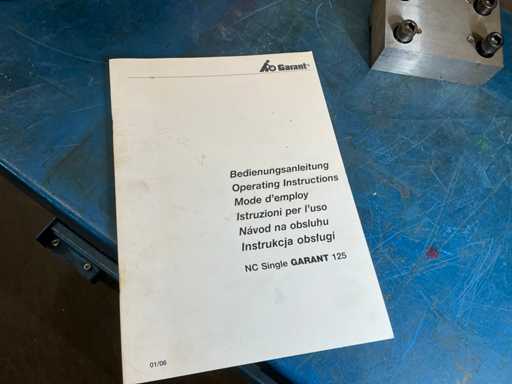 Garant
Bedienungsanleitung
Operating Instructions
Mode d'employ
Istruzioni per l'uso
Návod na obsluhu
Instrukcja obsługi
NC Single GARANT 125
01/06